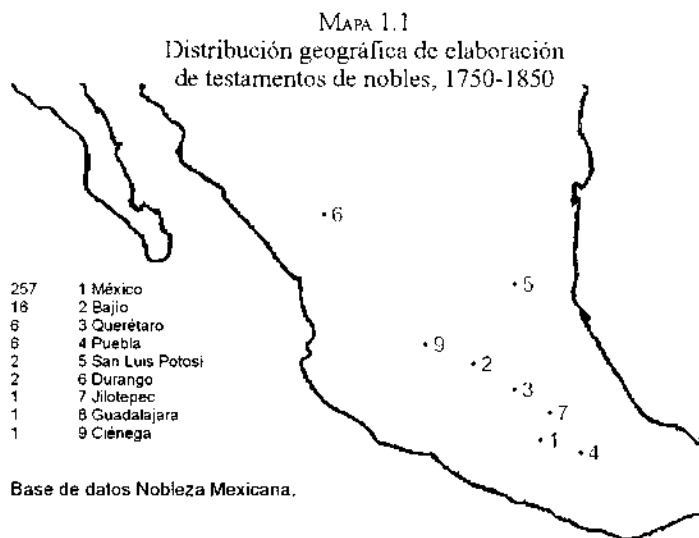 MAPA 1.1
Distribución geográfica de elaboración
de testamentos de nobles, 1750-1850
6
5
257 1 México
16 2 Bajío
6 3 Querétaro
6 4 Puebla
2 5 San Luis Potosí
2 6 Durango
1 7 Jilotepec
1 8 Guadalajara
1 9 Ciénega
9
2
3
7
1
4
Base de datos Nobleza Mexicana.